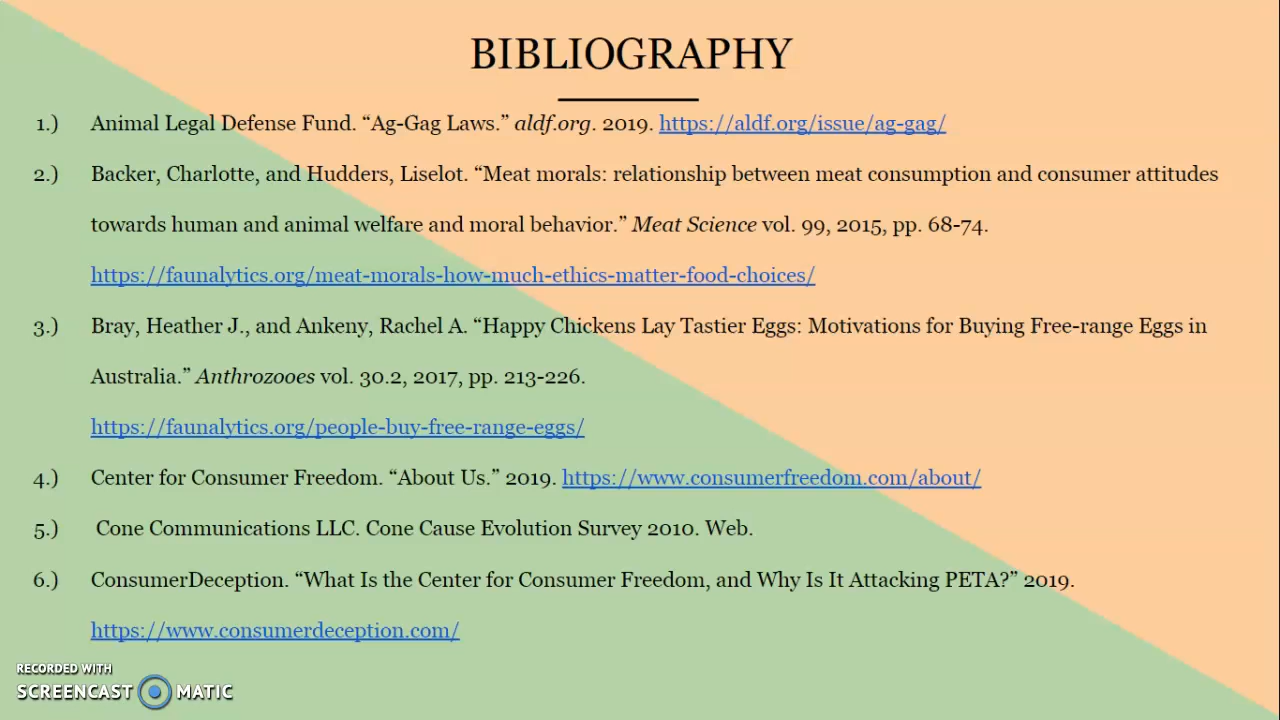 BIBLIOGRAPHY
1.) Animal Legal Defense Fund. “Ag-Gag Laws.” aldf.org. 2019. https://aldf.org/issue/ag-gag/
2.) Backer, Charlotte, and Hudders, Liselot. “Meat morals: relationship between meat consumption and consumer attitudes
towards human and animal welfare and moral behavior.” Meat Science vol. 99, 2015, pp. 68-74.
https://faunalytics.org/meat-morals-how-much-ethics-matter-food-choices/
3.) Bray, Heather J., and Ankeny, Rachel A. “Happy Chickens Lay Tastier Eggs: Motivations for Buying Free-range Eggs in
Australia.” Anthrozooes vol. 30.2, 2017, pp. 213-226.
https://faunalytics.org/people-buy-free-range-eggs/
4.) Center for Consumer Freedom. “About Us.” 2019. https://www.consumerfreedom.com/about/
5.) Cone Communications LLC. Cone Cause Evolution Survey 2010. Web.
6.) ConsumerDeception. “What Is the Center for Consumer Freedom, and Why Is It Attacking PETA?” 2019.
https://www.consumerdeception.com/
RECORDED WITH
SCREENCAST MATIC